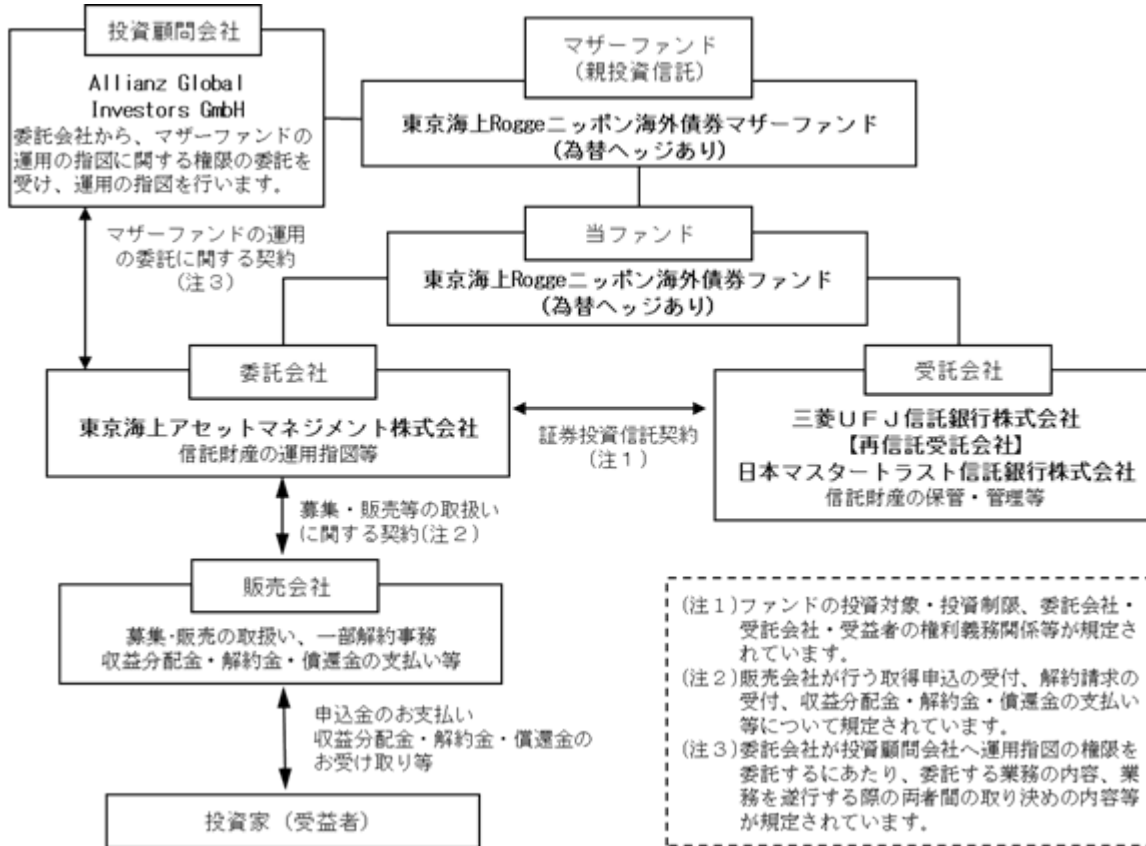 投資顧問会社
Allianz Global
Investors GmbH
委託会社から、マザーファンドの
運用の指図に関する権限の委託を
受け、運用の指図を行います。
マザーファンド
(親投資信託)
東京海上Roggeニッポン海外債券マザーファンド
(為替ヘッジあり)
マザーファンドの運用
の委託に関する契約
(注3)
当ファンド
東京海上Roggeニッポン海外債券ファンド
(為替ヘッジあり)
委託会社
東京海上アセットマネジメント株式会社
信託財産の運用指図等
証券投資信託契約
(注1)
受託会社
三菱UFJ信託銀行株式会社
【再信託受託会社】
日本マスタートラスト信託銀行株式会社
信託財産の保管・管理等
募集・販売等の取扱い
に関する契約(注2)
販売会社
募集・販売の取扱い、一部解約事務
収益分配金・解約金・償還金の支払い等
申込金のお支払い
収益分配金・解約金・償還金の
お受け取り等
投資家(受益者)
(注1)ファンドの投資対象・投資制限、委託会社・
受託会社・受益者の権利義務関係等が規定さ
れています。
(注2)販売会社が行う取得申込の受付、解約請求の
受付、収益分配金・解約金・償還金の支払い
等について規定されています。
(注3)委託会社が投資顧問会社へ運用指図の権限を
委託するにあたり、委託する業務の内容、業
務を遂行する際の両者間の取り決めの内容等
が規定されています。